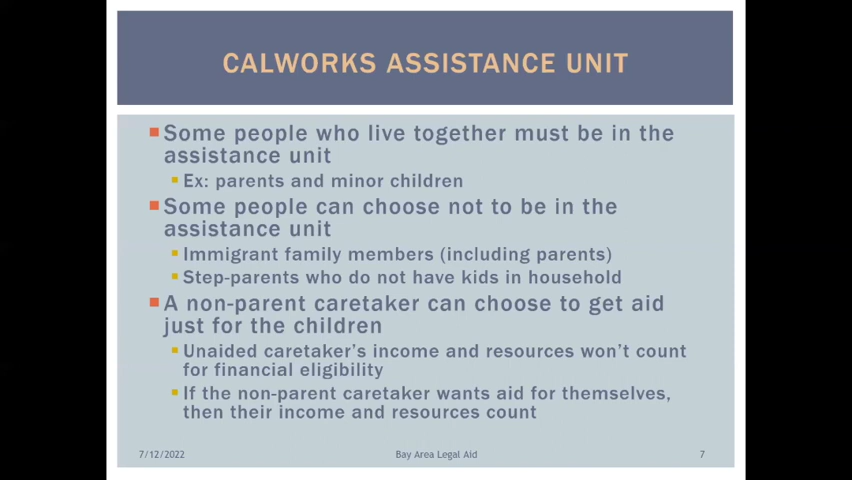 CALWORKS ASSISTANCE UNIT
Some people who live together must be in the
assistance unit
Ex: parents and minor children
Some people can choose not to be in the
assistance unit
Immigrant family members (including parents)
Step-parents who do not have kids in household
A non-parent caretaker can choose to get aid
just for the children
Unaided caretaker's income and resources won't count
for financial eligibility
If the non-parent caretaker wants aid for themselves,
then their income and resources count
7/12/2022 Bay Area Legal Aid 7